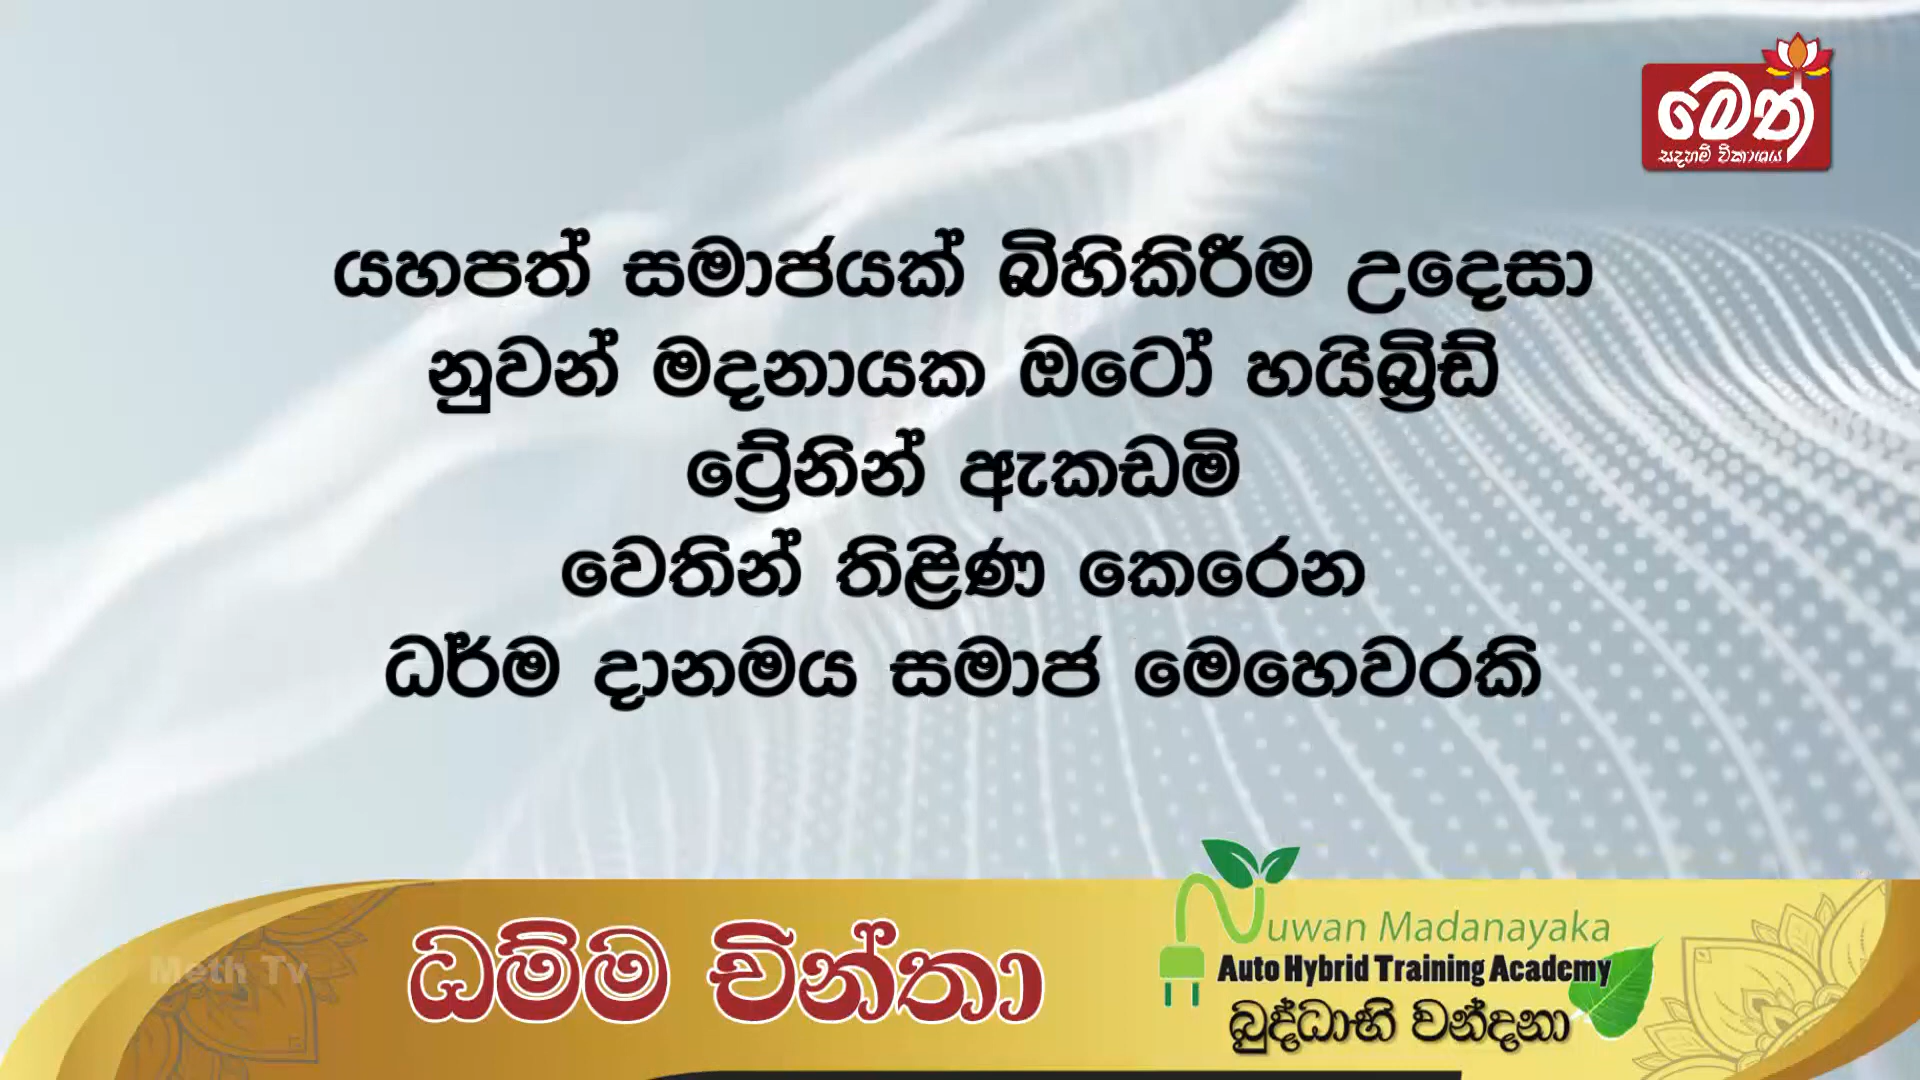 මෙත්
සදහම් විකාශය
යහපත් සමාජයක් බිහිකිරීම උදෙසා
නුවන් මදනායක ඔටෝ හයිබ්‍රිඩ්
ට්‍රේනින් ඇකඩමි
වෙතින් තිළිණ කෙරෙන
ධර්ම දානමය සමාජ මෙහෙවරකි
Meth Tv
ධම්ම චින්තා
Nuwan Madanayaka
Auto Hybrid Training Academy
බුද්ධාභි වන්දනා